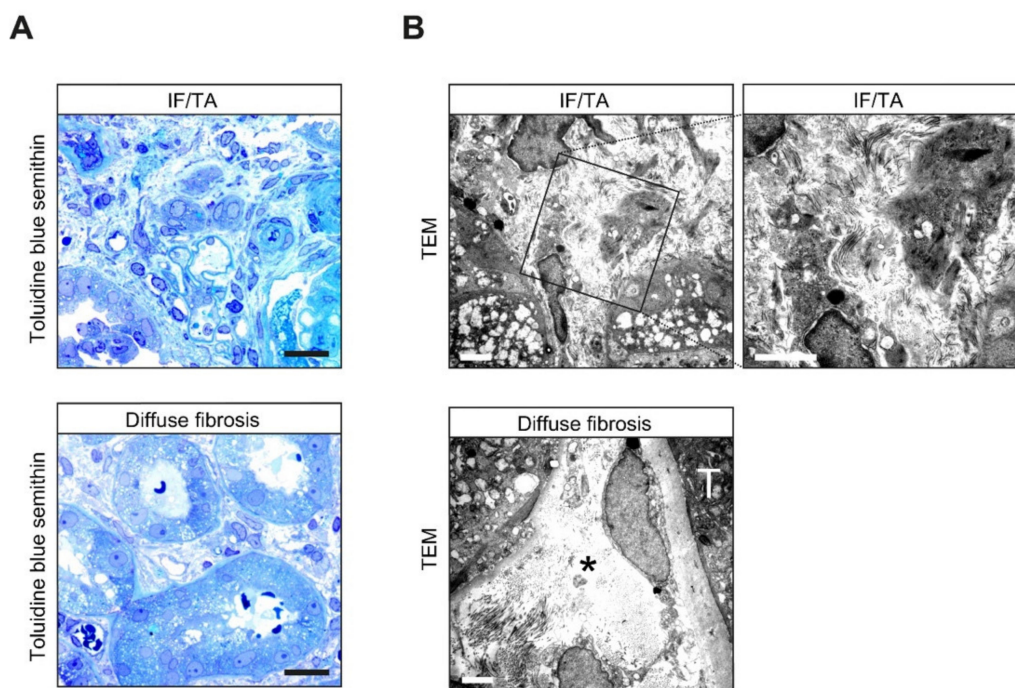 A
B
IF/TA
IF/TA
IF/TA
Toluidine blue semithin
TEM
Diffuse fibrosis
Diffuse fibrosis
Toluidine blue semithin
TEM
T
*